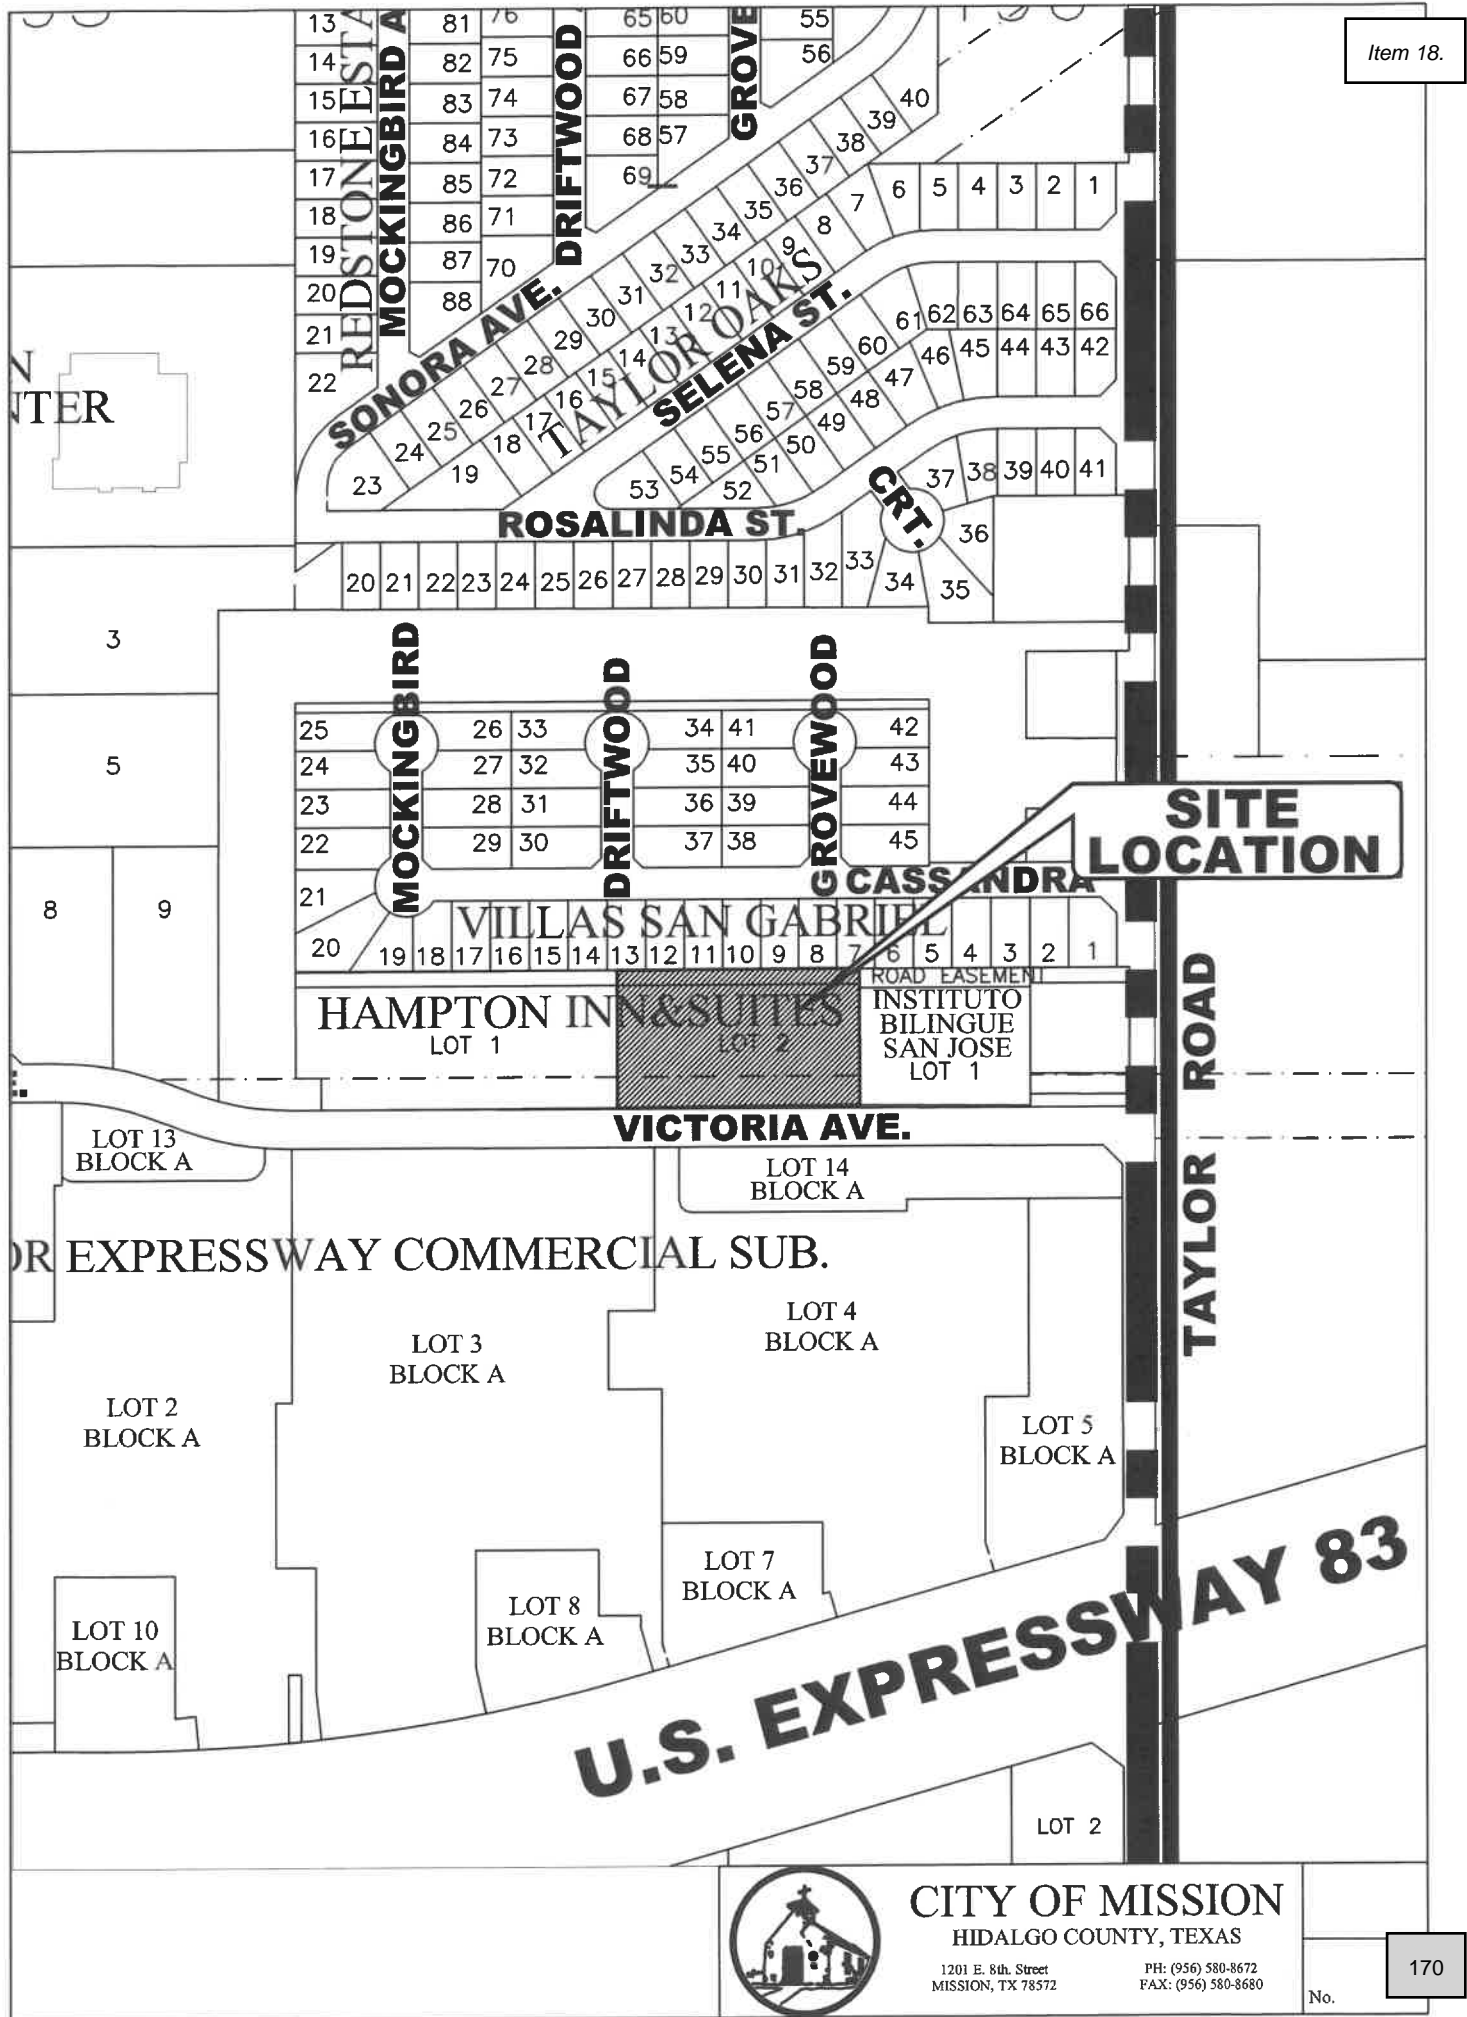 Item 18.
13
14
15
16
17
18
19
20
21
22
REDSTONE ESTA
MOCKINGBIRD A
81
82
83
84
85
86
87
88
76
75
74
73
72
71
70
DRIFTWOOD
65 60
66 59
67 58
68 57
69
GROVE
55
56
40
39
38
37
36
35
34
33
32
31
30
29
28
27
26
25
24
23
SONORA AVE.
6 5 4 3 2 1
7
8
9
10
11
12
13
14
15
16
17
18
19
TAYLOR OAKS
SELENA ST.
61 62 63 64 65 66
60
59
58
57
56
55
54
53
46 45 44 43 42
47
48
49
50
51
52
N
NTER
CRT.
37 38 39 40 41
36
35
34
33
ROSALINDA ST.
20 21 22 23 24 25 26 27 28 29 30 31 32
3
5
8
9
MOCKINGBIRD
DRIFTWOOD
GROVEWOOD
25 26 33 34 41 42
24 27 32 35 40 43
23 28 31 36 39 44
22 29 30 37 38 45
21
20
SITE
LOCATION
CASSANDRA
VILLAS SAN GABRIEL
19 18 17 16 15 14 13 12 11 10 9 8 7 6 5 4 3 2 1
ROAD EASEMENT
HAMPTON INN&SUITES
LOT 1
LOT 2
INSTITUTO
BILINGUE
SAN JOSE
LOT 1
TAYLOR ROAD
E.
VICTORIA AVE.
LOT 13
BLOCK A
LOT 14
BLOCK A
OR EXPRESSWAY COMMERCIAL SUB.
LOT 4
BLOCK A
LOT 3
BLOCK A
LOT 2
BLOCK A
LOT 5
BLOCK A
LOT 7
BLOCK A
LOT 8
BLOCK A
LOT 10
BLOCK A
U.S. EXPRESSWAY 83
LOT 2
CITY OF MISSION
HIDALGO COUNTY, TEXAS
1201 E. 8th. Street
MISSION, TX 78572
PH: (956) 580-8672
FAX: (956) 580-8680
No.
170